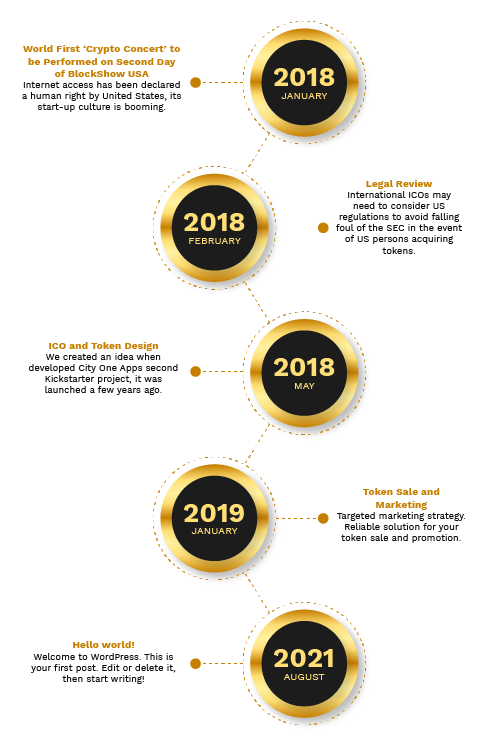 World First ‘Crypto Concert’ to
be Performed on Second Day
of BlockShow USA
Internet access has been declared
a human right by United States, its
start-up culture is booming.
2018
JANUARY
2018
FEBRUARY
Legal Review
International ICOs may
need to consider US
regulations to avoid falling
foul of the SEC in the event
of US persons acquiring
tokens.
ICO and Token Design
We created an idea when
developed City One Apps second
Kickstarter project, it was
launched a few years ago.
2018
MAY
2019
JANUARY
Token Sale and
Marketing
Targeted marketing strategy.
Reliable solution for your
token sale and promotion.
Hello world!
Welcome to WordPress. This is
your first post. Edit or delete it,
then start writing!
2021
AUGUST